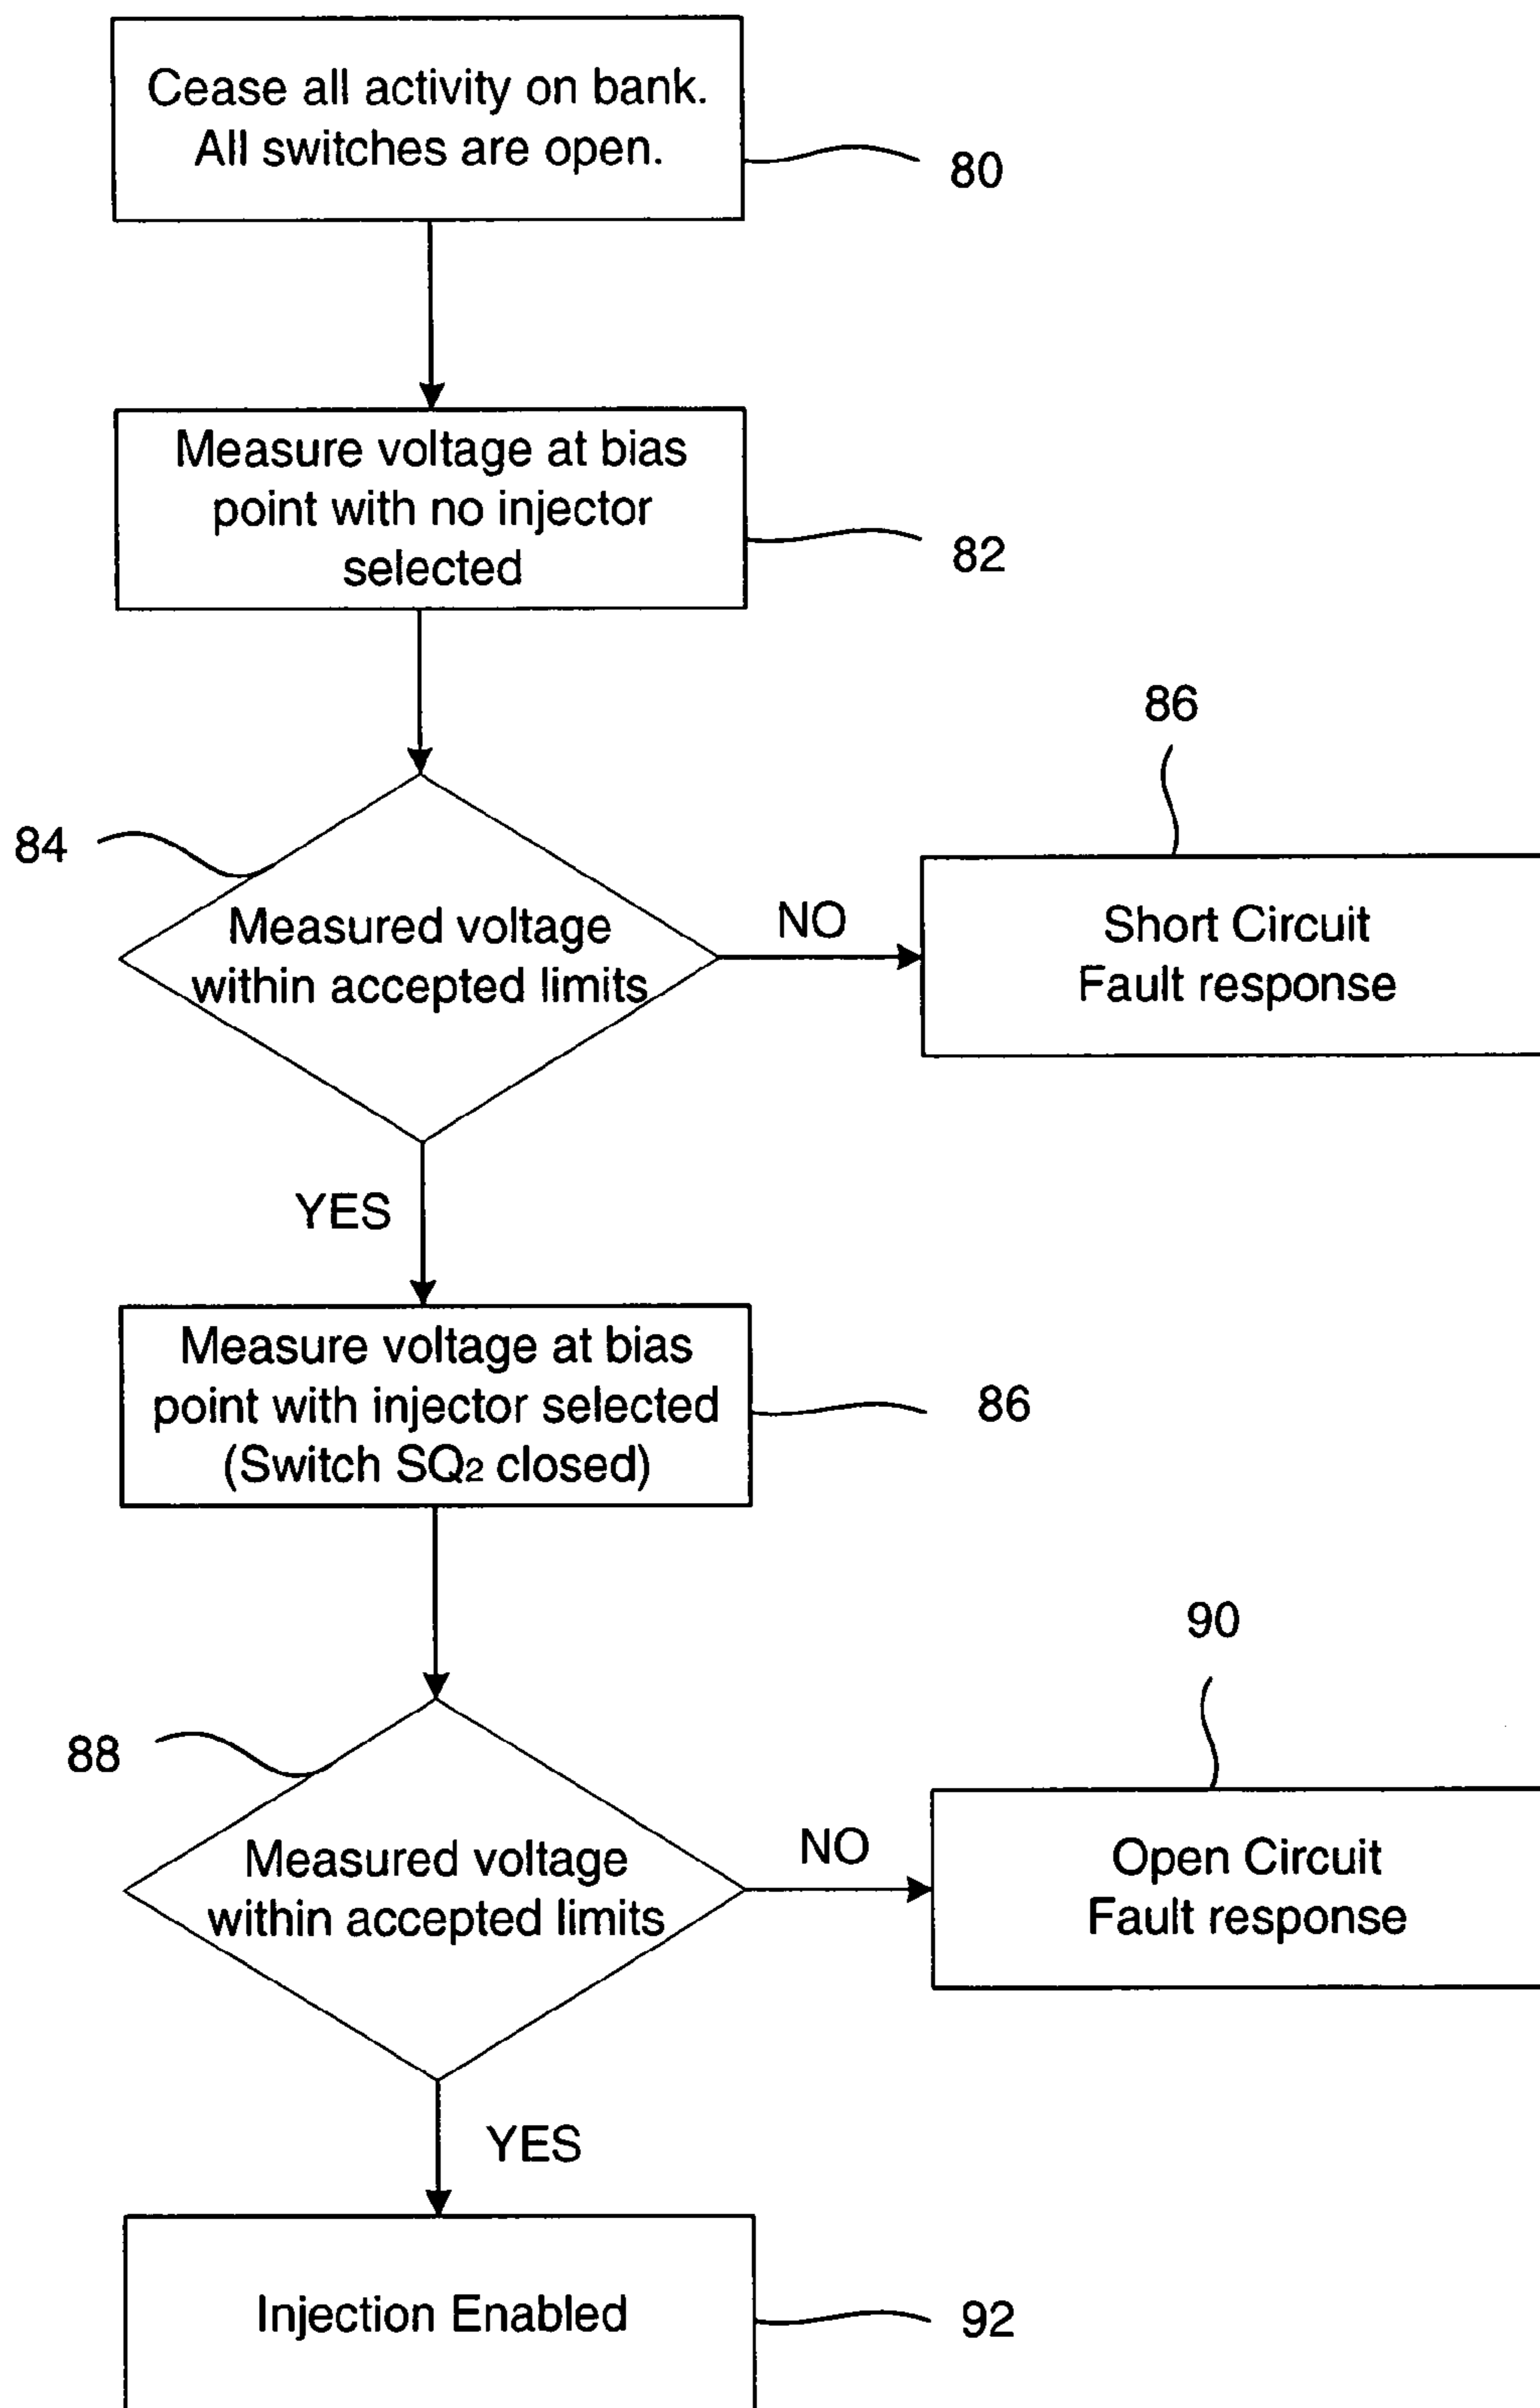 Cease all activity on bank.
All switches are open.
80
Measure voltage at bias
point with no injector
selected
82
84
Measured voltage
within accepted limits
NO
86
Short Circuit
Fault response
YES
Measure voltage at bias
point with injector selected
(Switch SQ₂ closed)
86
88
Measured voltage
within accepted limits
NO
90
Open Circuit
Fault response
YES
Injection Enabled
92